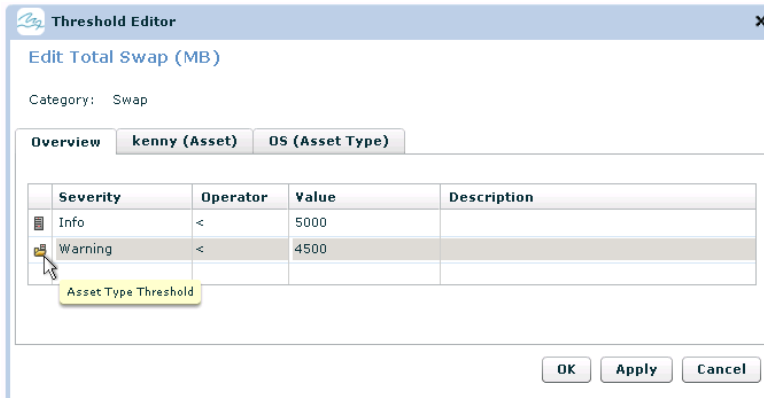 Threshold Editor
Edit Total Swap (MB)
Category: Swap
Overview kenny (Asset) OS (Asset Type)
Severity Operator Value Description
Info < 5000
Warning < 4500
Asset Type Threshold
OK Apply Cancel